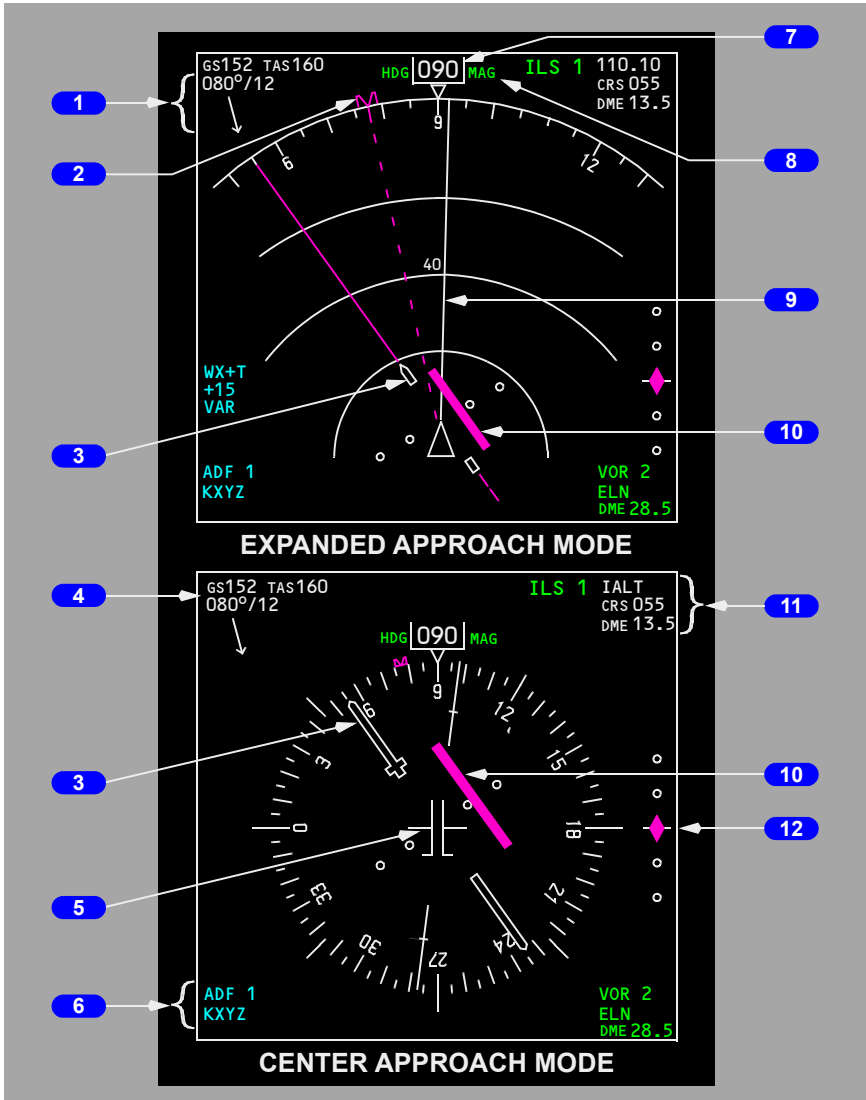 7
GS152 TAS160
080°/12
HDG 090 MAG
ILS 1 110.10
CRS 055
DME 13.5
1
9
2
6
12
8
40
9
WX+T
+15
VAR
10
3
ADF 1
KXYZ
VOR 2
ELN
DME 28.5
EXPANDED APPROACH MODE
4
GS152 TAS160
080°/12
ILS 1 IALT
CRS 055
DME 13.5
11
HDG 090 MAG
9
6
12
3
15
3
10
0
18
12
33
21
5
30
24
27
6
ADF 1
KXYZ
VOR 2
ELN
DME 28.5
CENTER APPROACH MODE